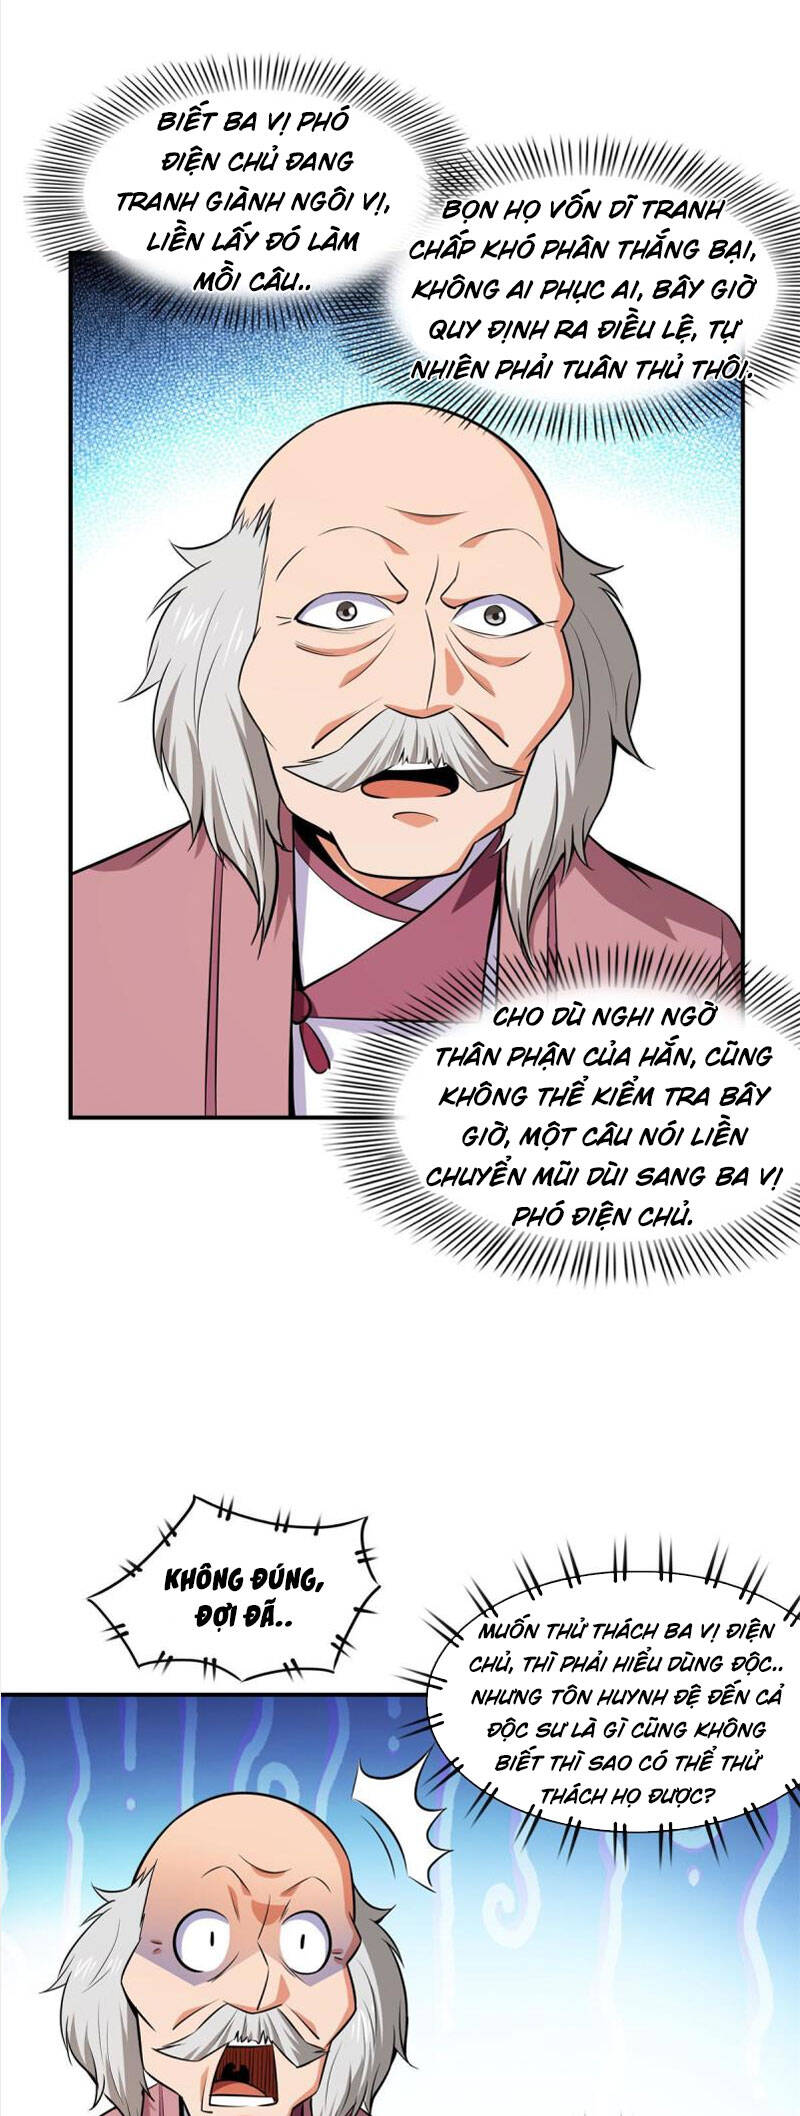 BIẾT BA VỊ PHÓ
ĐIỆN CHỦ ĐANG
TRANH GIÀNH NGÔI VỊ,
LIỀN LẤY ĐÓ LÀM
MỒI CÂU..
BỌN HỌ VỐN DĨ TRANH
CHẤP KHÓ PHÂN THẮNG BẠI,
KHÔNG AI PHỤC AI, BÂY GIỜ
QUY ĐỊNH RA ĐIỀU LỆ, TỰ
NHIÊN PHẢI TUÂN THỦ THÔI.
CHO DÙ NGHI NGỜ
THÂN PHẬN CỦA HẮN, CŨNG
KHÔNG THỂ KIỂM TRA BÂY
GIỜ, MỘT CÂU NÓI LIỀN
CHUYỂN MŨI DÙI SANG BA VỊ
PHÓ ĐIỆN CHỦ.
KHÔNG ĐÚNG,
ĐỢI ĐÃ..
MUỐN THỬ THÁCH BA VỊ ĐIỆN
CHỦ, THÌ PHẢI HIỂU DÙNG ĐỘC..
NHƯNG TÔN HUYNH ĐỆ ĐẾN CẢ
ĐỘC SƯ LÀ GÌ CŨNG KHÔNG
BIẾT THÌ SAO CÓ THỂ THỬ
THÁCH HỌ ĐƯỢC?